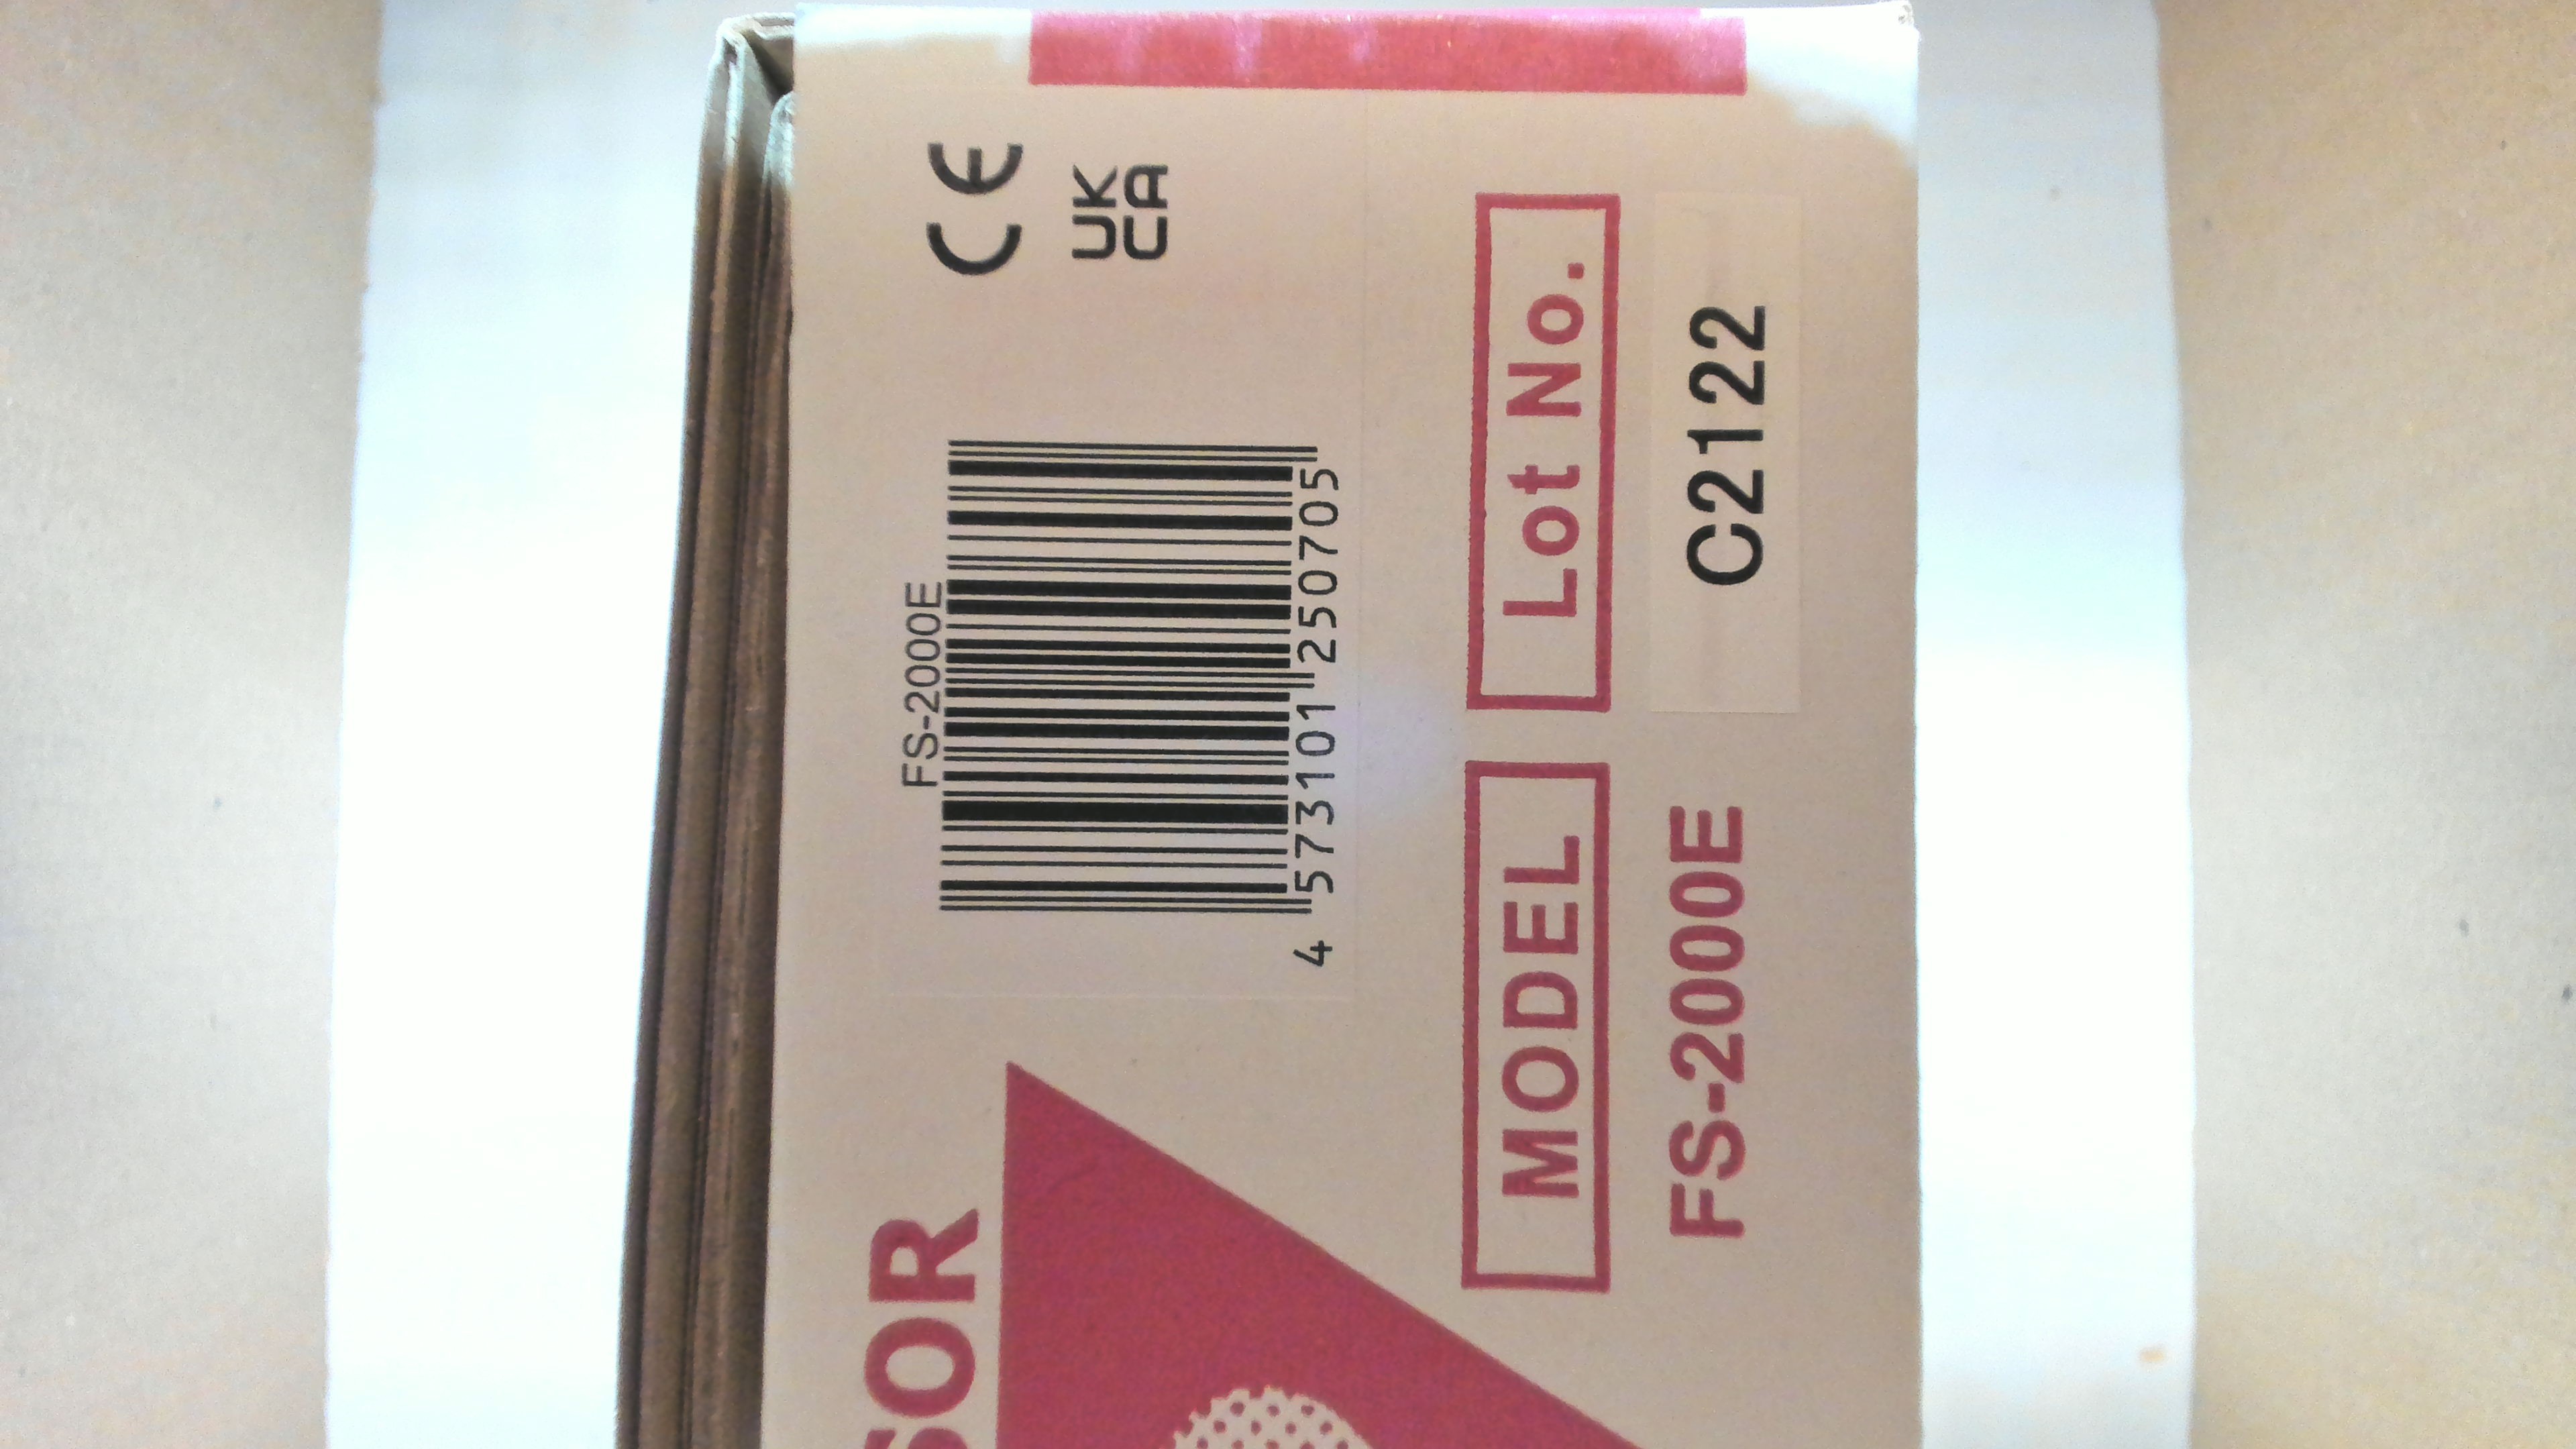 CE
UK
CA
FS-2000E
4 573101 250705
Lot No.
C2122
MODEL
FS-2000E
SOR